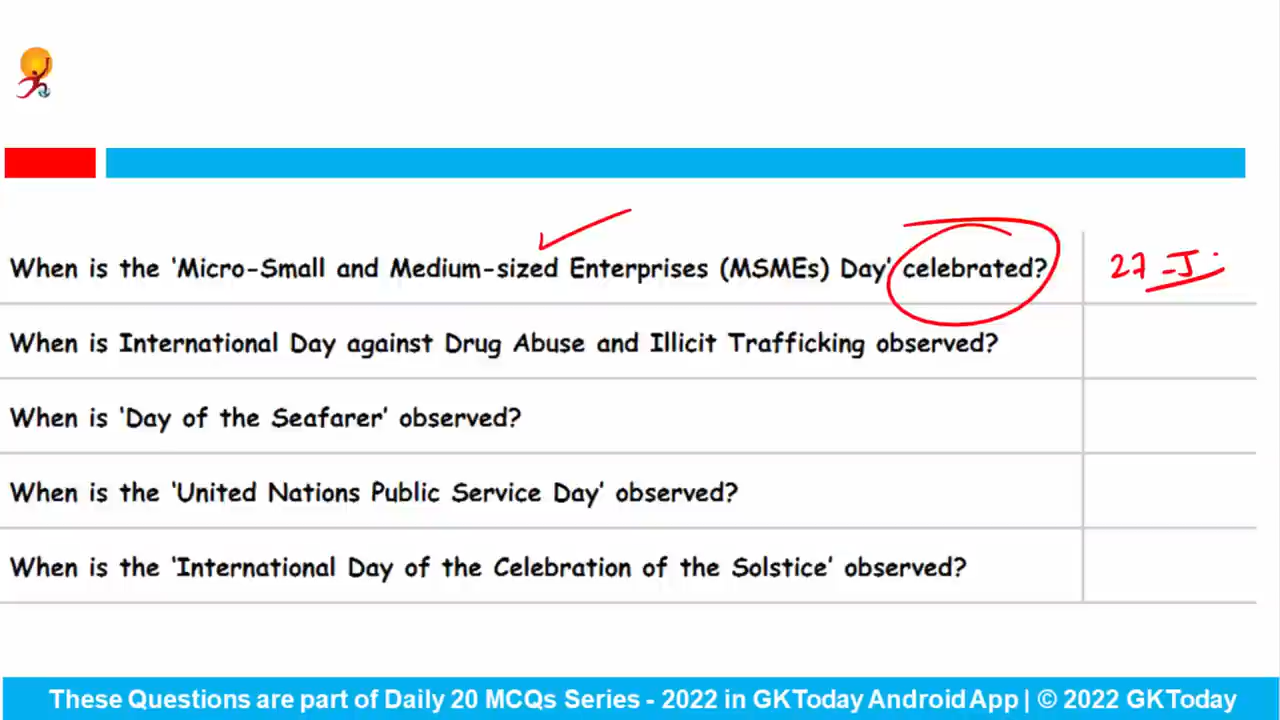 When is the 'Micro-Small and Medium-sized Enterprises (MSMEs) Day' celebrated? 27 -J
When is International Day against Drug Abuse and Illicit Trafficking observed?
When is 'Day of the Seafarer' observed?
When is the 'United Nations Public Service Day' observed?
When is the 'International Day of the Celebration of the Solstice' observed?
These Questions are part of Daily 20 MCQs Series - 2022 in GKToday Android App | © 2022 GKToday